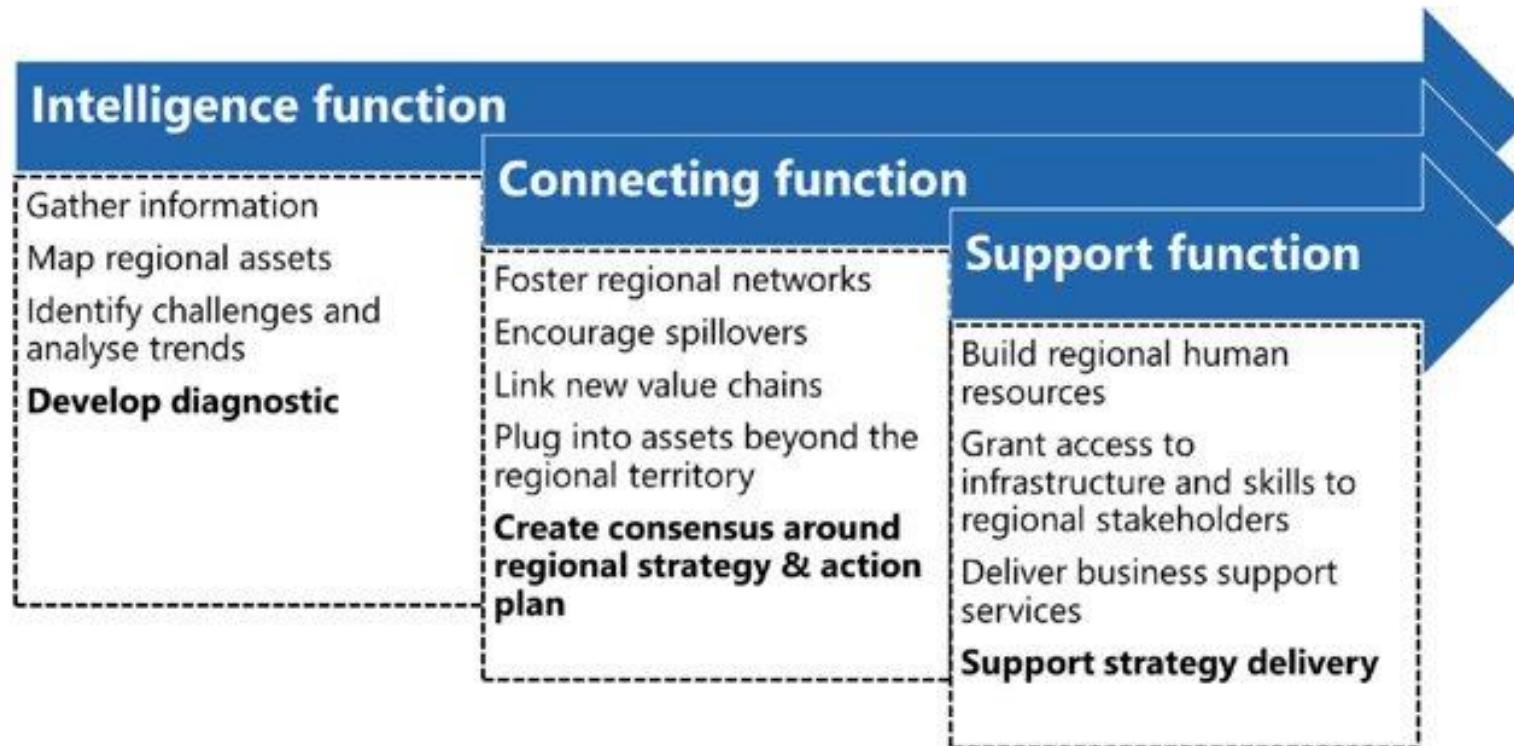 Intelligence function
Gather information
Map regional assets
Identify challenges and
analyse trends
Develop diagnostic
Connecting function
Foster regional networks
Encourage spillovers
Link new value chains
Plug into assets beyond the
regional territory
Create consensus around
regional strategy & action
plan
Support function
Build regional human
resources
Grant access to
infrastructure and skills to
regional stakeholders
Deliver business support
services
Support strategy delivery